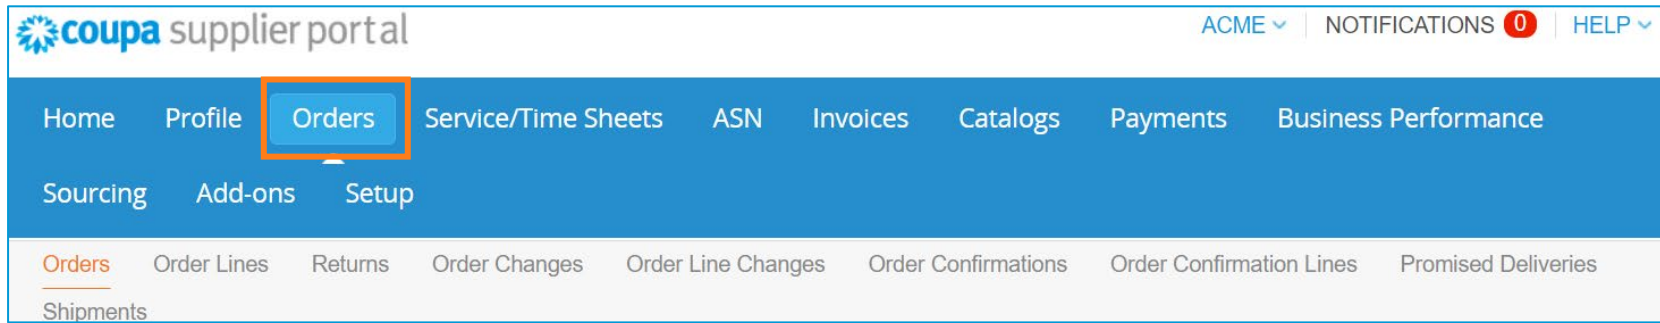 coupa supplier portal ACME NOTIFICATIONS 0 HELP
Home Profile Orders Service/Time Sheets ASN Invoices Catalogs Payments Business Performance
Sourcing Add-ons Setup
Orders Order Lines Returns Order Changes Order Line Changes Order Confirmations Order Confirmation Lines Promised Deliveries
Shipments